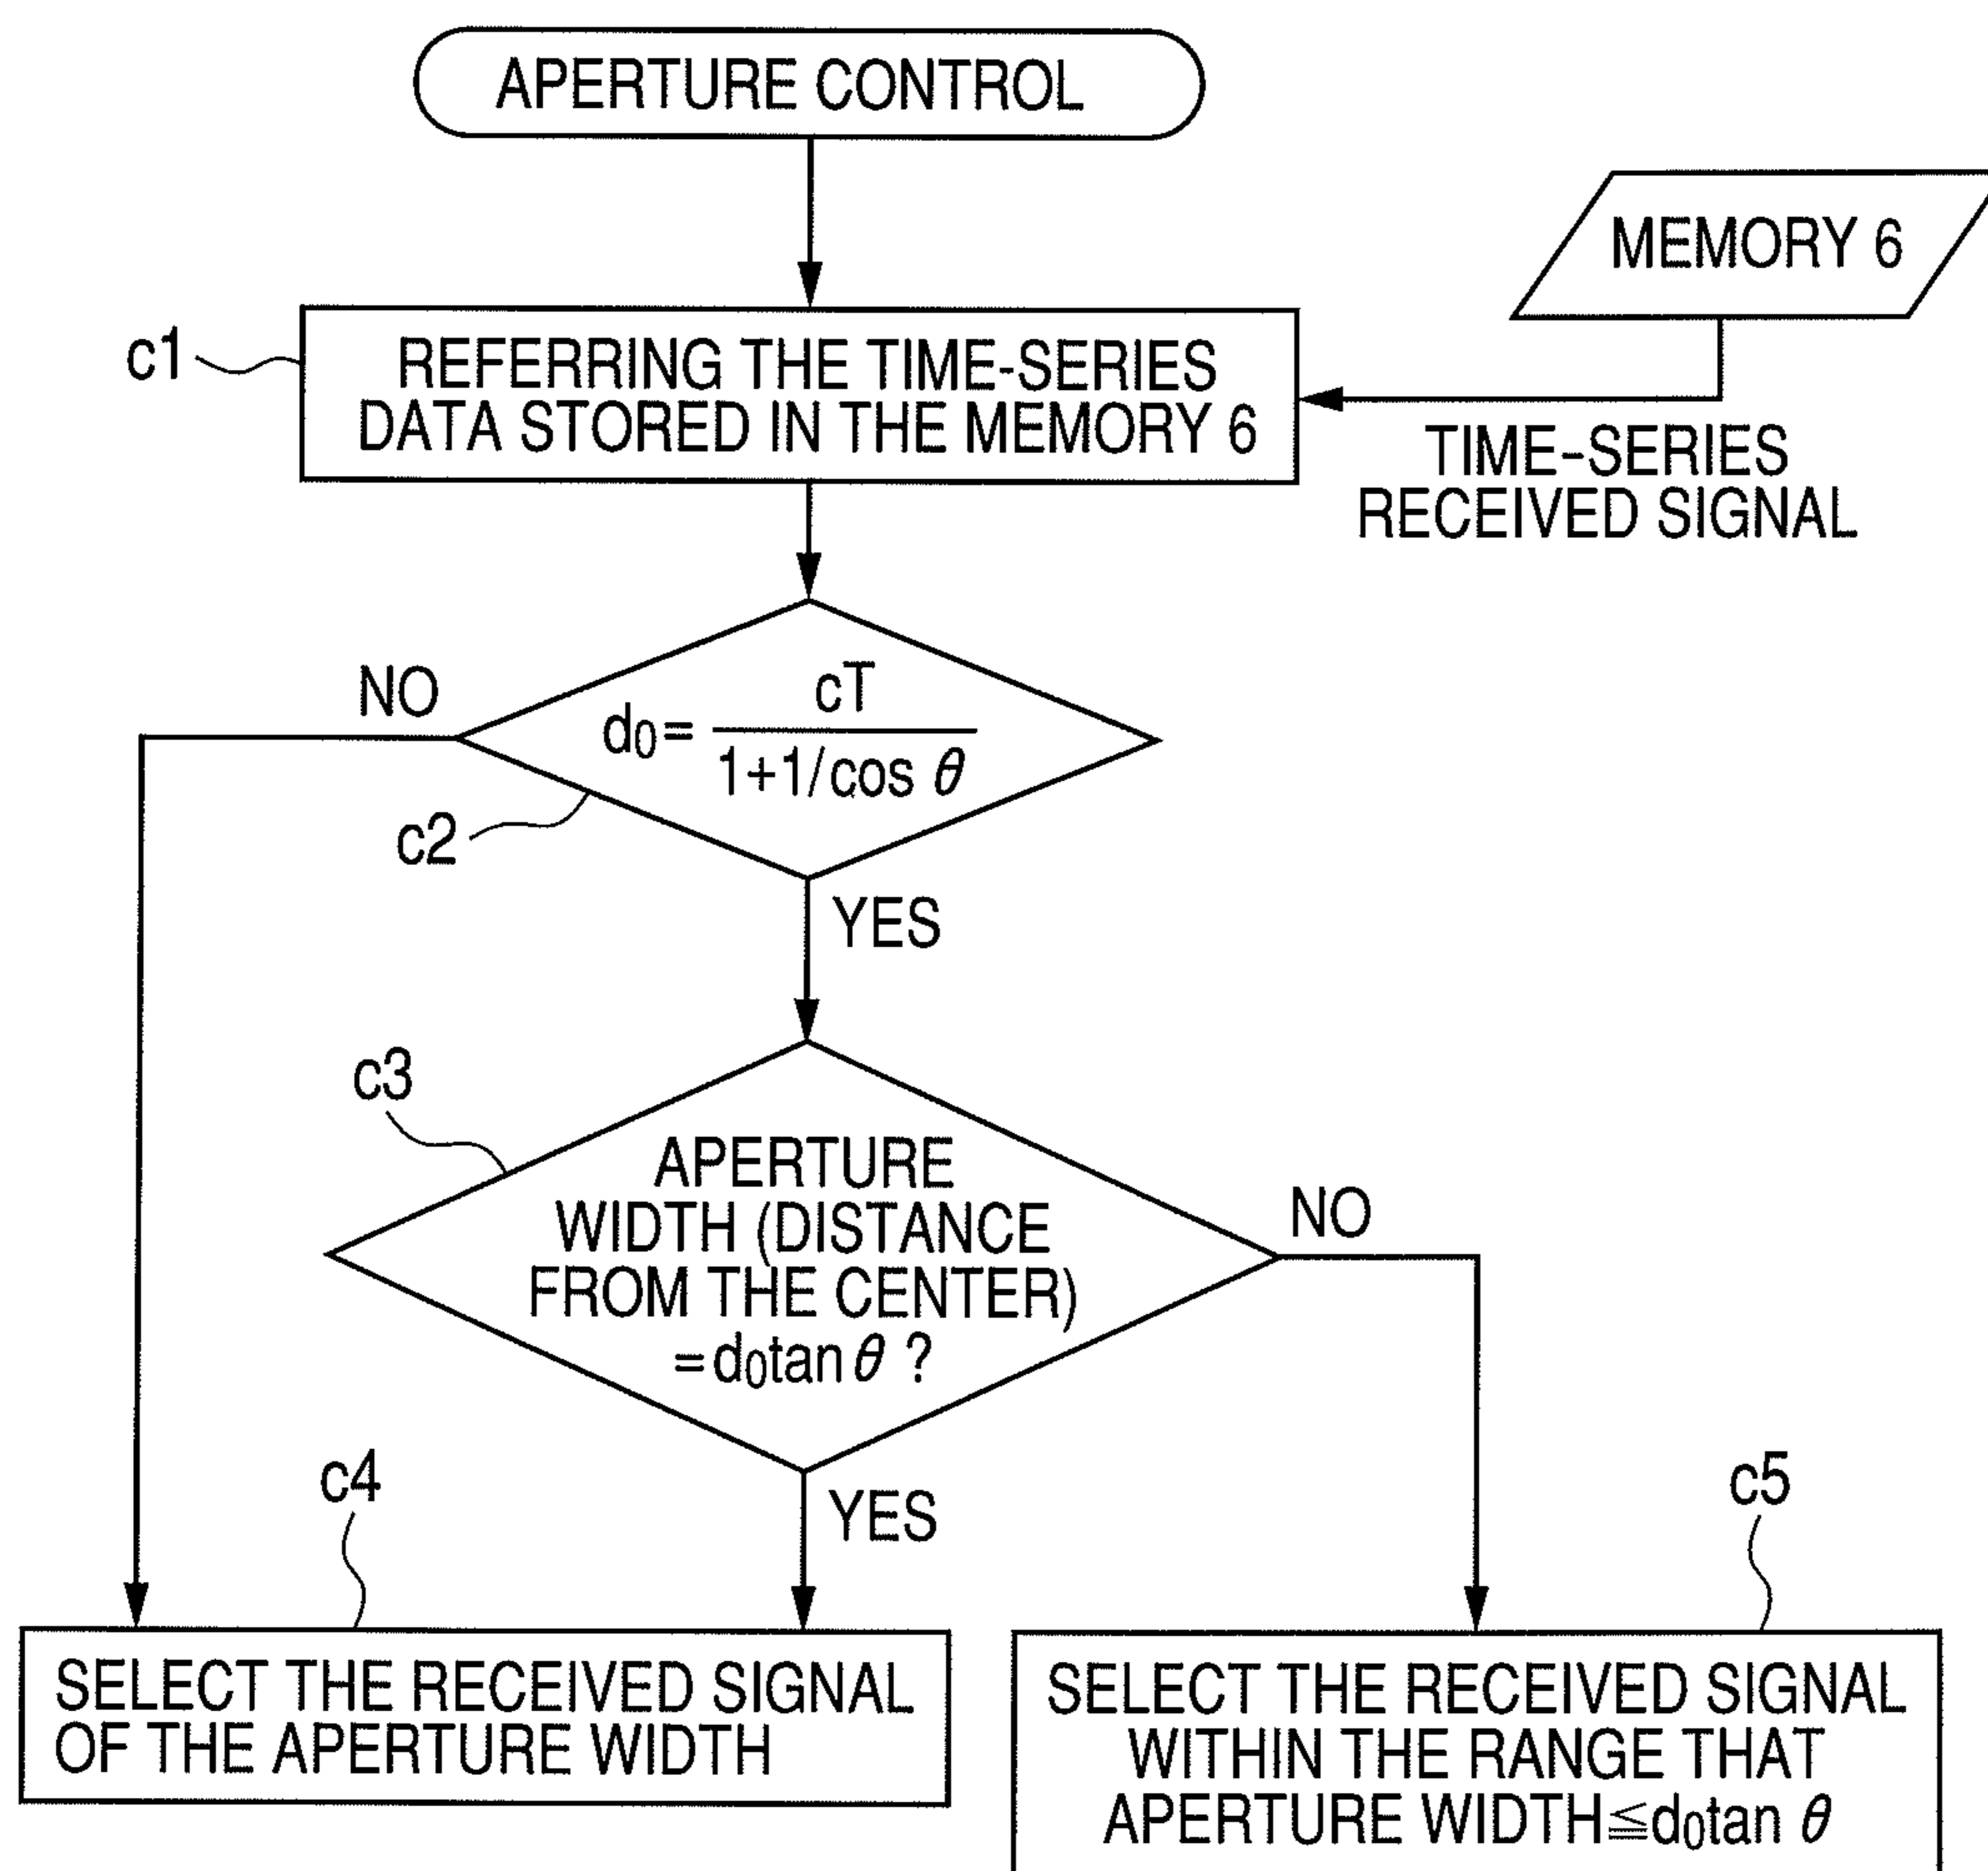 APERTURE CONTROL
MEMORY 6
c1
REFERRING THE TIME-SERIES
DATA STORED IN THE MEMORY 6
TIME-SERIES
RECEIVED SIGNAL
NO
cT
d0=
1+1/cos θ
c2
YES
c3
APERTURE
WIDTH (DISTANCE
FROM THE CENTER)
=d0tan θ ?
NO
c4
YES
c5
SELECT THE RECEIVED SIGNAL
OF THE APERTURE WIDTH
SELECT THE RECEIVED SIGNAL
WITHIN THE RANGE THAT
APERTURE WIDTH≦d0tan θ